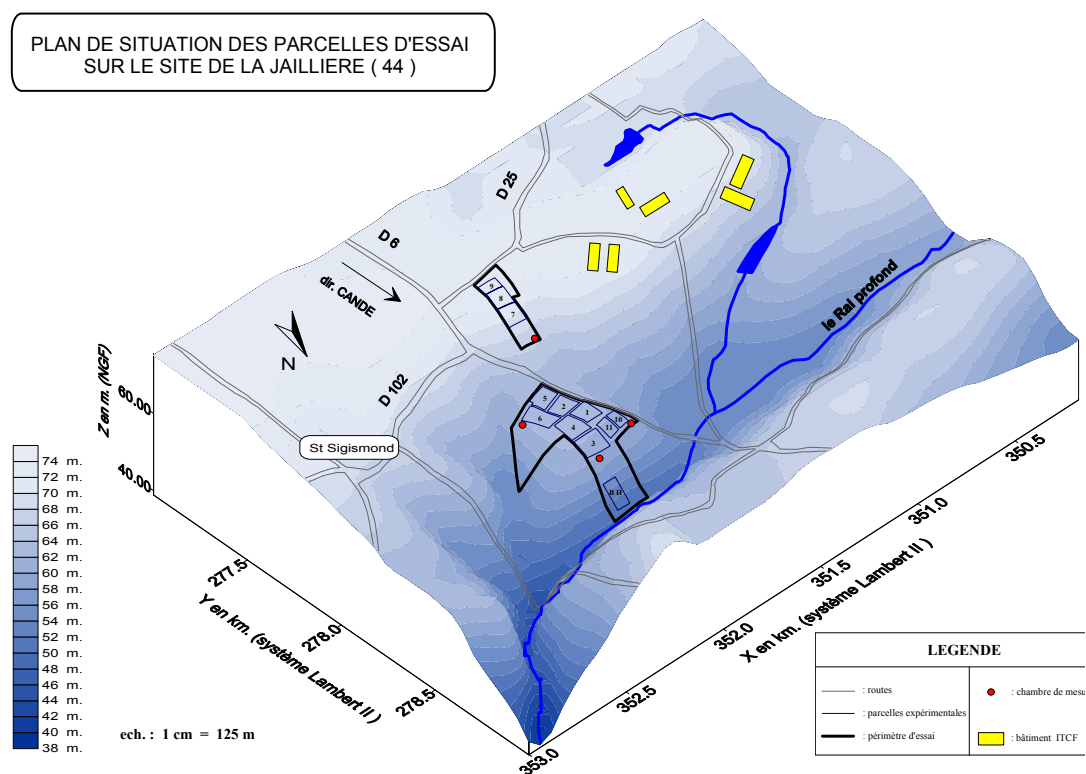 PLAN DE SITUATION DES PARCELLES D'ESSAI
SUR LE SITE DE LA JAILLIERE ( 44 )
D 25
D 6
dir. CANDE
N
D 102
St Sigismond
le Ral profond
9
8
7
5
2
1
10
6
4
11
3
B H
Z en m. (NGF)
60.00
40.00
74 m.
72 m.
70 m.
68 m.
66 m.
64 m.
62 m.
60 m.
58 m.
56 m.
54 m.
52 m.
50 m.
48 m.
46 m.
44 m.
42 m.
40 m.
38 m.
277.5
278.0
278.5
Y en km. (système Lambert II )
353.0
352.5
352.0
351.5
351.0
350.5
X en km. (système Lambert II )
ech. : 1 cm = 125 m
LEGENDE
: routes
: parcelles expérimentales
: périmètre d'essai
: chambre de mesu
: bâtiment ITCF